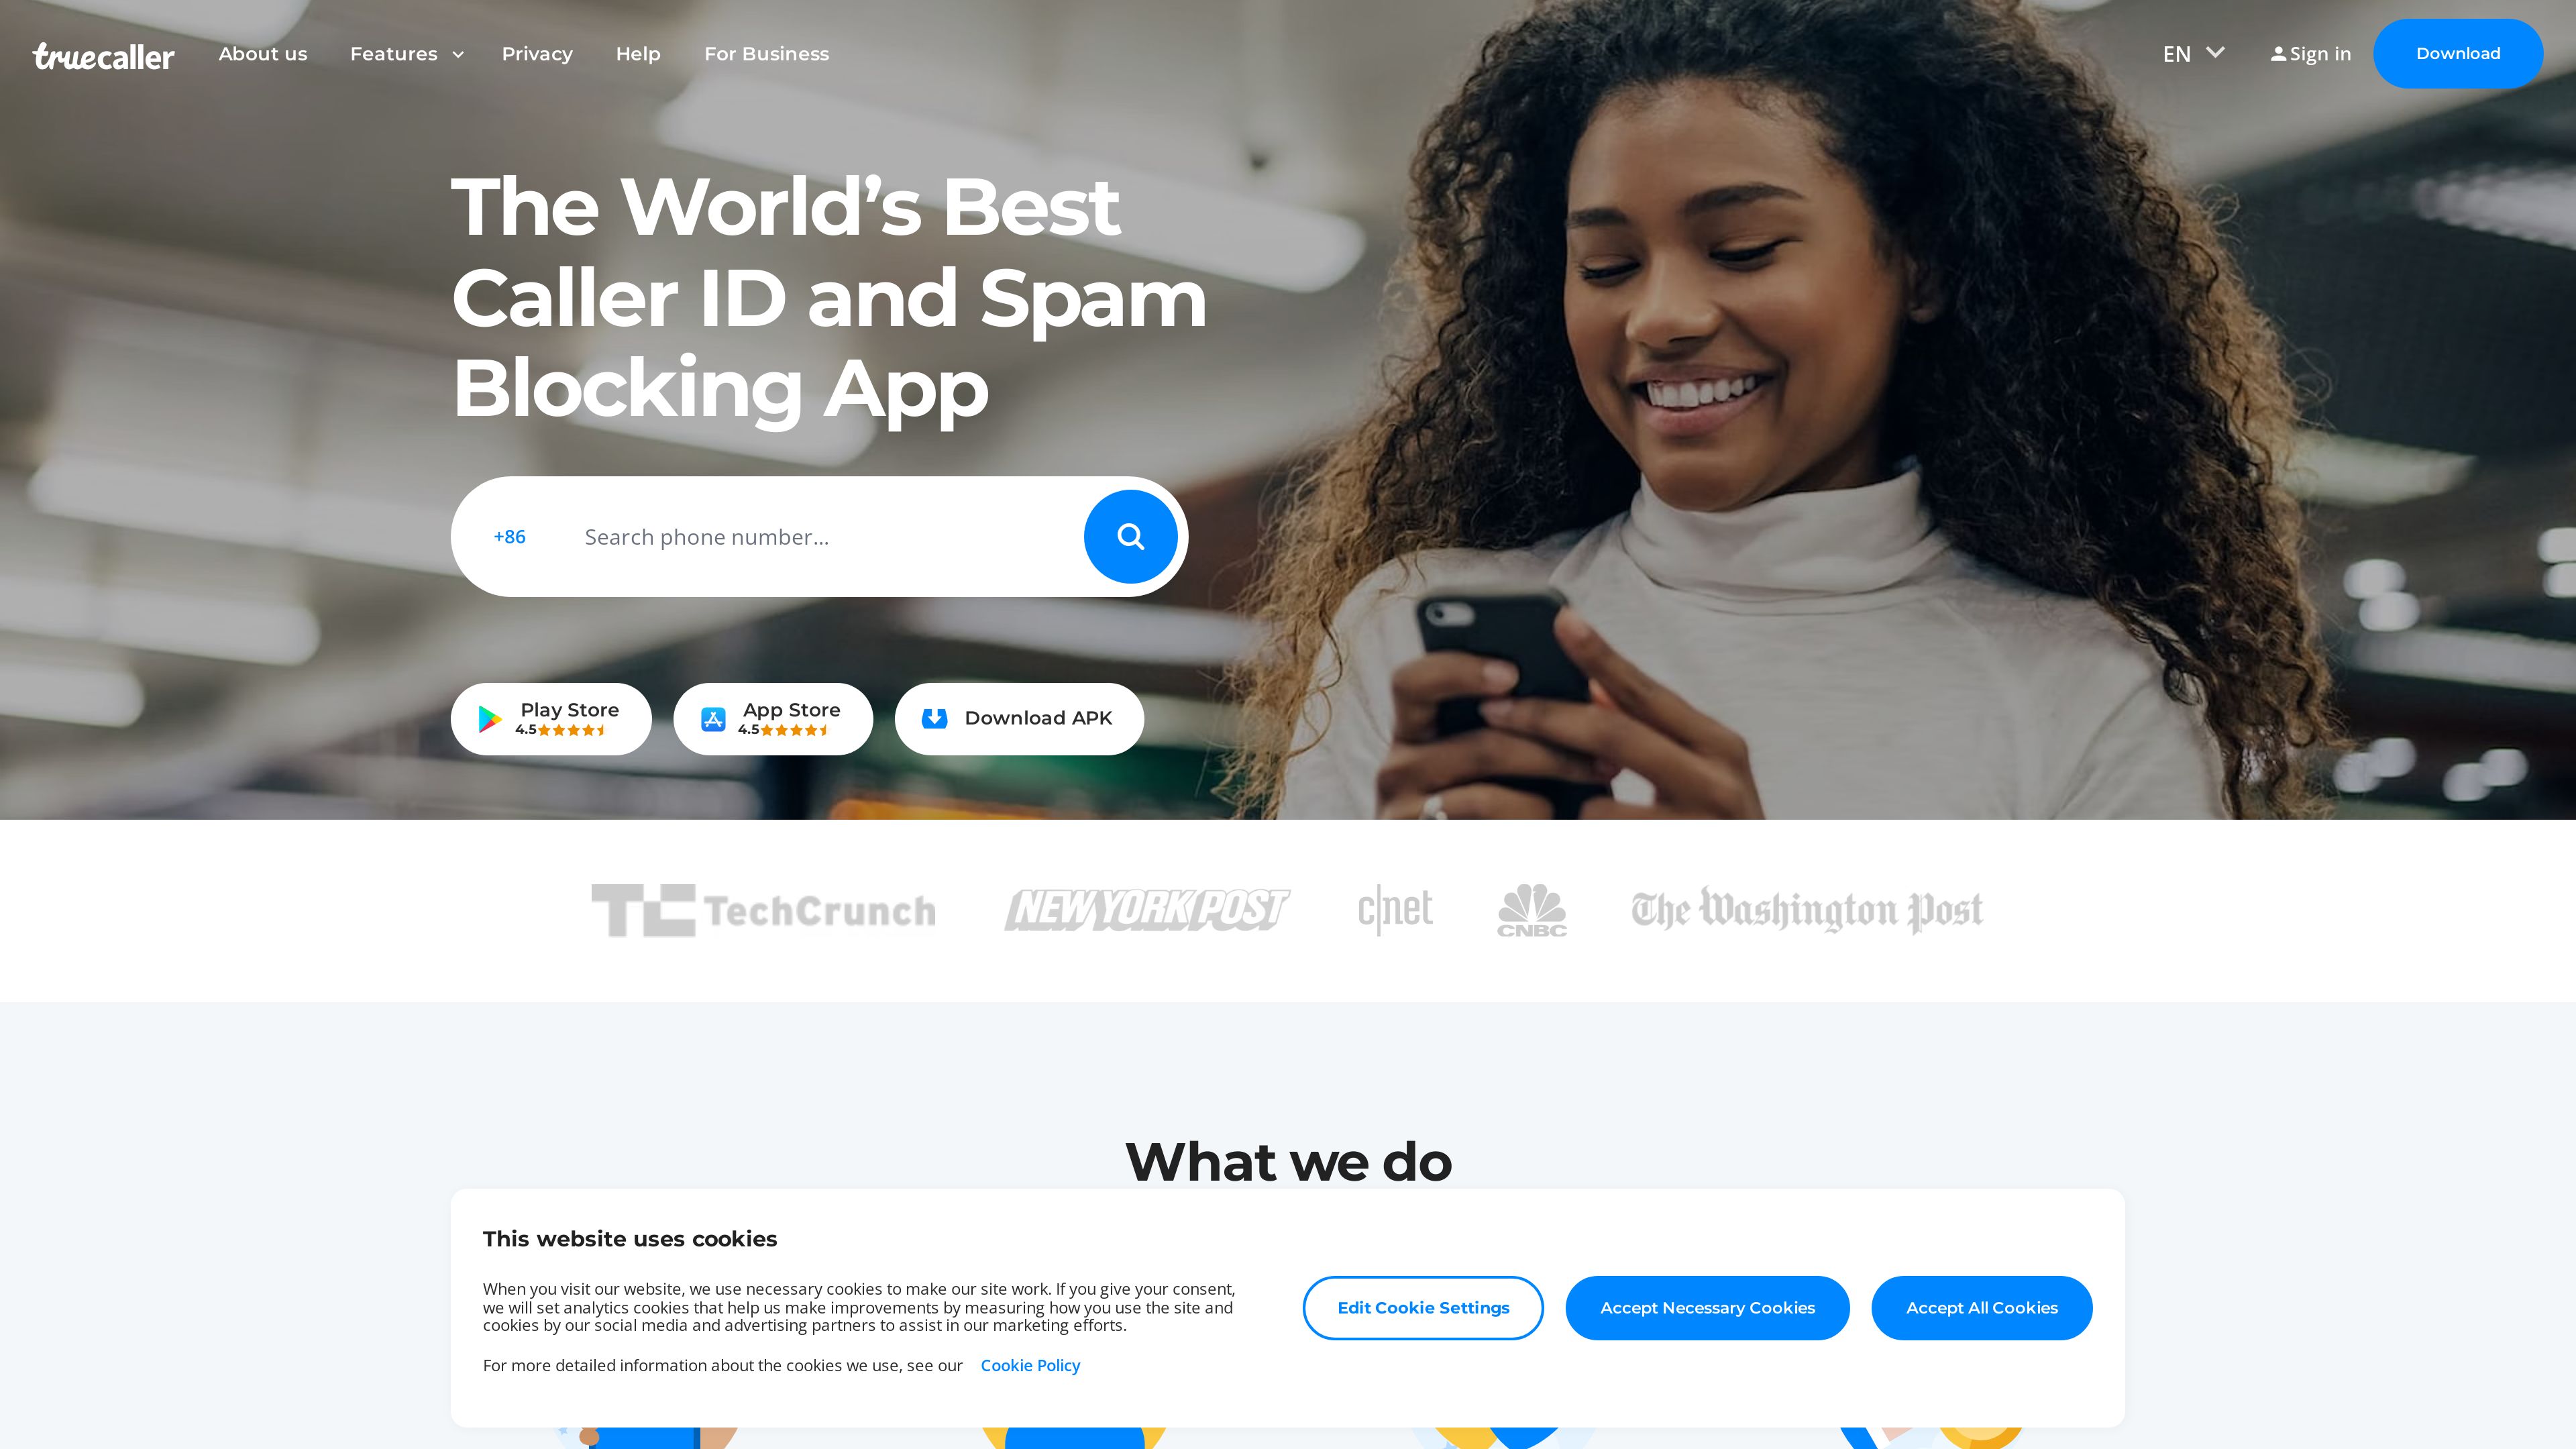 truecaller
About us
Features
Privacy
Help
For Business
EN
Sign in
Download
The World’s Best
Caller ID and Spam
Blocking App
+86
Search phone number...
Play Store
4.5
App Store
4.5
Download APK
TC TechCrunch
NEW YORK POST
c|net
CNBC
The Washington Post
What we do
This website uses cookies
When you visit our website, we use necessary cookies to make our site work. If you give your consent,
we will set analytics cookies that help us make improvements by measuring how you use the site and
cookies by our social media and advertising partners to assist in our marketing efforts.
For more detailed information about the cookies we use, see our Cookie Policy
Edit Cookie Settings
Accept Necessary Cookies
Accept All Cookies